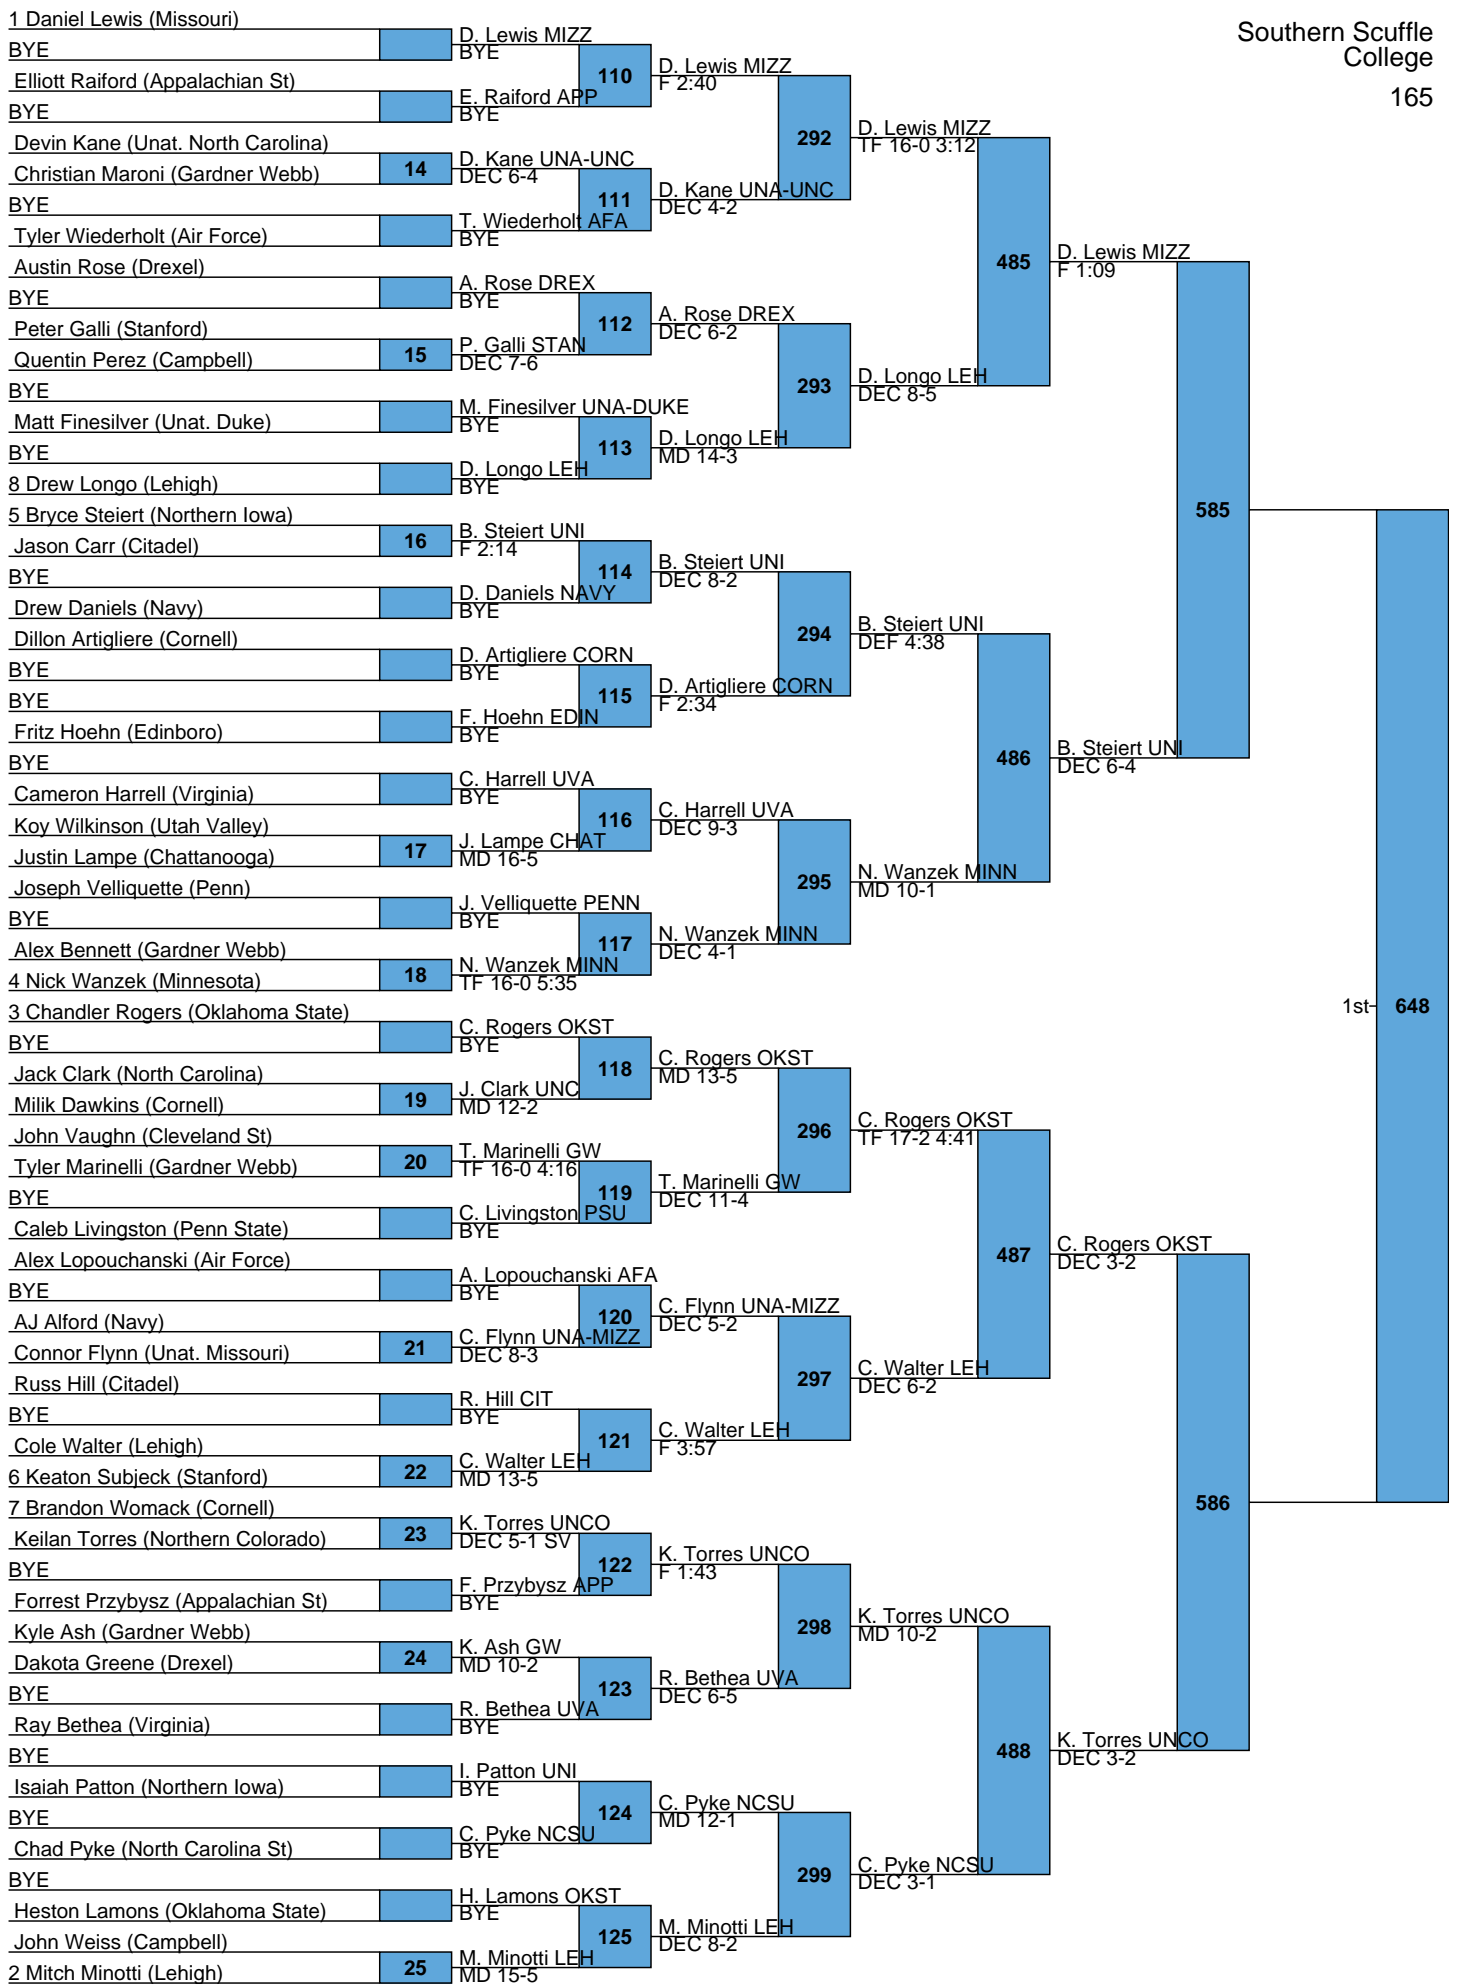 Southern Scuffle
College
165
1 Daniel Lewis (Missouri)
BYE
Elliott Raiford (Appalachian St)
BYE
Devin Kane (Unat. North Carolina)
Christian Maroni (Gardner Webb)
BYE
Tyler Wiederholt (Air Force)
Austin Rose (Drexel)
BYE
Peter Galli (Stanford)
Quentin Perez (Campbell)
BYE
Matt Finesilver (Unat. Duke)
BYE
8 Drew Longo (Lehigh)
5 Bryce Steiert (Northern Iowa)
Jason Carr (Citadel)
BYE
Drew Daniels (Navy)
Dillon Artigliere (Cornell)
BYE
BYE
Fritz Hoehn (Edinboro)
BYE
Cameron Harrell (Virginia)
Koy Wilkinson (Utah Valley)
Justin Lampe (Chattanooga)
Joseph Velliquette (Penn)
BYE
Alex Bennett (Gardner Webb)
4 Nick Wanzek (Minnesota)
3 Chandler Rogers (Oklahoma State)
BYE
Jack Clark (North Carolina)
Milik Dawkins (Cornell)
John Vaughn (Cleveland St)
Tyler Marinelli (Gardner Webb)
BYE
Caleb Livingston (Penn State)
Alex Lopouchanski (Air Force)
BYE
AJ Alford (Navy)
Connor Flynn (Unat. Missouri)
Russ Hill (Citadel)
BYE
Cole Walter (Lehigh)
6 Keaton Subjeck (Stanford)
7 Brandon Womack (Cornell)
Keilan Torres (Northern Colorado)
BYE
Forrest Przybysz (Appalachian St)
Kyle Ash (Gardner Webb)
Dakota Greene (Drexel)
BYE
Ray Bethea (Virginia)
BYE
Isaiah Patton (Northern Iowa)
BYE
Chad Pyke (North Carolina St)
BYE
Heston Lamons (Oklahoma State)
John Weiss (Campbell)
2 Mitch Minotti (Lehigh)
14
15
16
17
18
19
20
21
22
23
24
25
D. Lewis MIZZ
BYE
E. Raiford APP
BYE
D. Kane UNA-UNC
DEC 6-4
T. Wiederholt AFA
BYE
A. Rose DREX
BYE
P. Galli STAN
DEC 7-6
M. Finesilver UNA-DUKE
BYE
D. Longo LEH
BYE
B. Steiert UNI
F 2:14
D. Daniels NAVY
BYE
D. Artigliere CORN
BYE
F. Hoehn EDIN
BYE
C. Harrell UVA
BYE
J. Lampe CHAT
MD 16-5
J. Velliquette PENN
BYE
N. Wanzek MINN
TF 16-0 5:35
C. Rogers OKST
BYE
J. Clark UNC
MD 12-2
T. Marinelli GW
TF 16-0 4:16
C. Livingston PSU
BYE
A. Lopouchanski AFA
BYE
C. Flynn UNA-MIZZ
DEC 8-3
R. Hill CIT
BYE
C. Walter LEH
MD 13-5
K. Torres UNCO
DEC 5-1 SV
F. Przybysz APP
BYE
K. Ash GW
MD 10-2
R. Bethea UVA
BYE
I. Patton UNI
BYE
C. Pyke NCSU
BYE
H. Lamons OKST
BYE
M. Minotti LEH
MD 15-5
110
111
112
113
114
115
116
117
118
119
120
121
122
123
124
125
D. Lewis MIZZ
F 2:40
D. Kane UNA-UNC
DEC 4-2
A. Rose DREX
DEC 6-2
D. Longo LEH
MD 14-3
B. Steiert UNI
DEC 8-2
D. Artigliere CORN
F 2:34
C. Harrell UVA
DEC 9-3
N. Wanzek MINN
DEC 4-1
C. Rogers OKST
MD 13-5
T. Marinelli GW
DEC 11-4
C. Flynn UNA-MIZZ
DEC 5-2
C. Walter LEH
F 3:57
K. Torres UNCO
F 1:43
R. Bethea UVA
DEC 6-5
C. Pyke NCSU
MD 12-1
M. Minotti LEH
DEC 8-2
292
293
294
295
296
297
298
299
D. Lewis MIZZ
TF 16-0 3:12
D. Longo LEH
DEC 8-5
B. Steiert UNI
DEF 4:38
N. Wanzek MINN
MD 10-1
C. Rogers OKST
TF 17-2 4:41
C. Walter LEH
DEC 6-2
K. Torres UNCO
MD 10-2
C. Pyke NCSU
DEC 3-1
485
486
487
488
D. Lewis MIZZ
F 1:09
B. Steiert UNI
DEC 6-4
C. Rogers OKST
DEC 3-2
K. Torres UNCO
DEC 3-2
585
586
1st
648